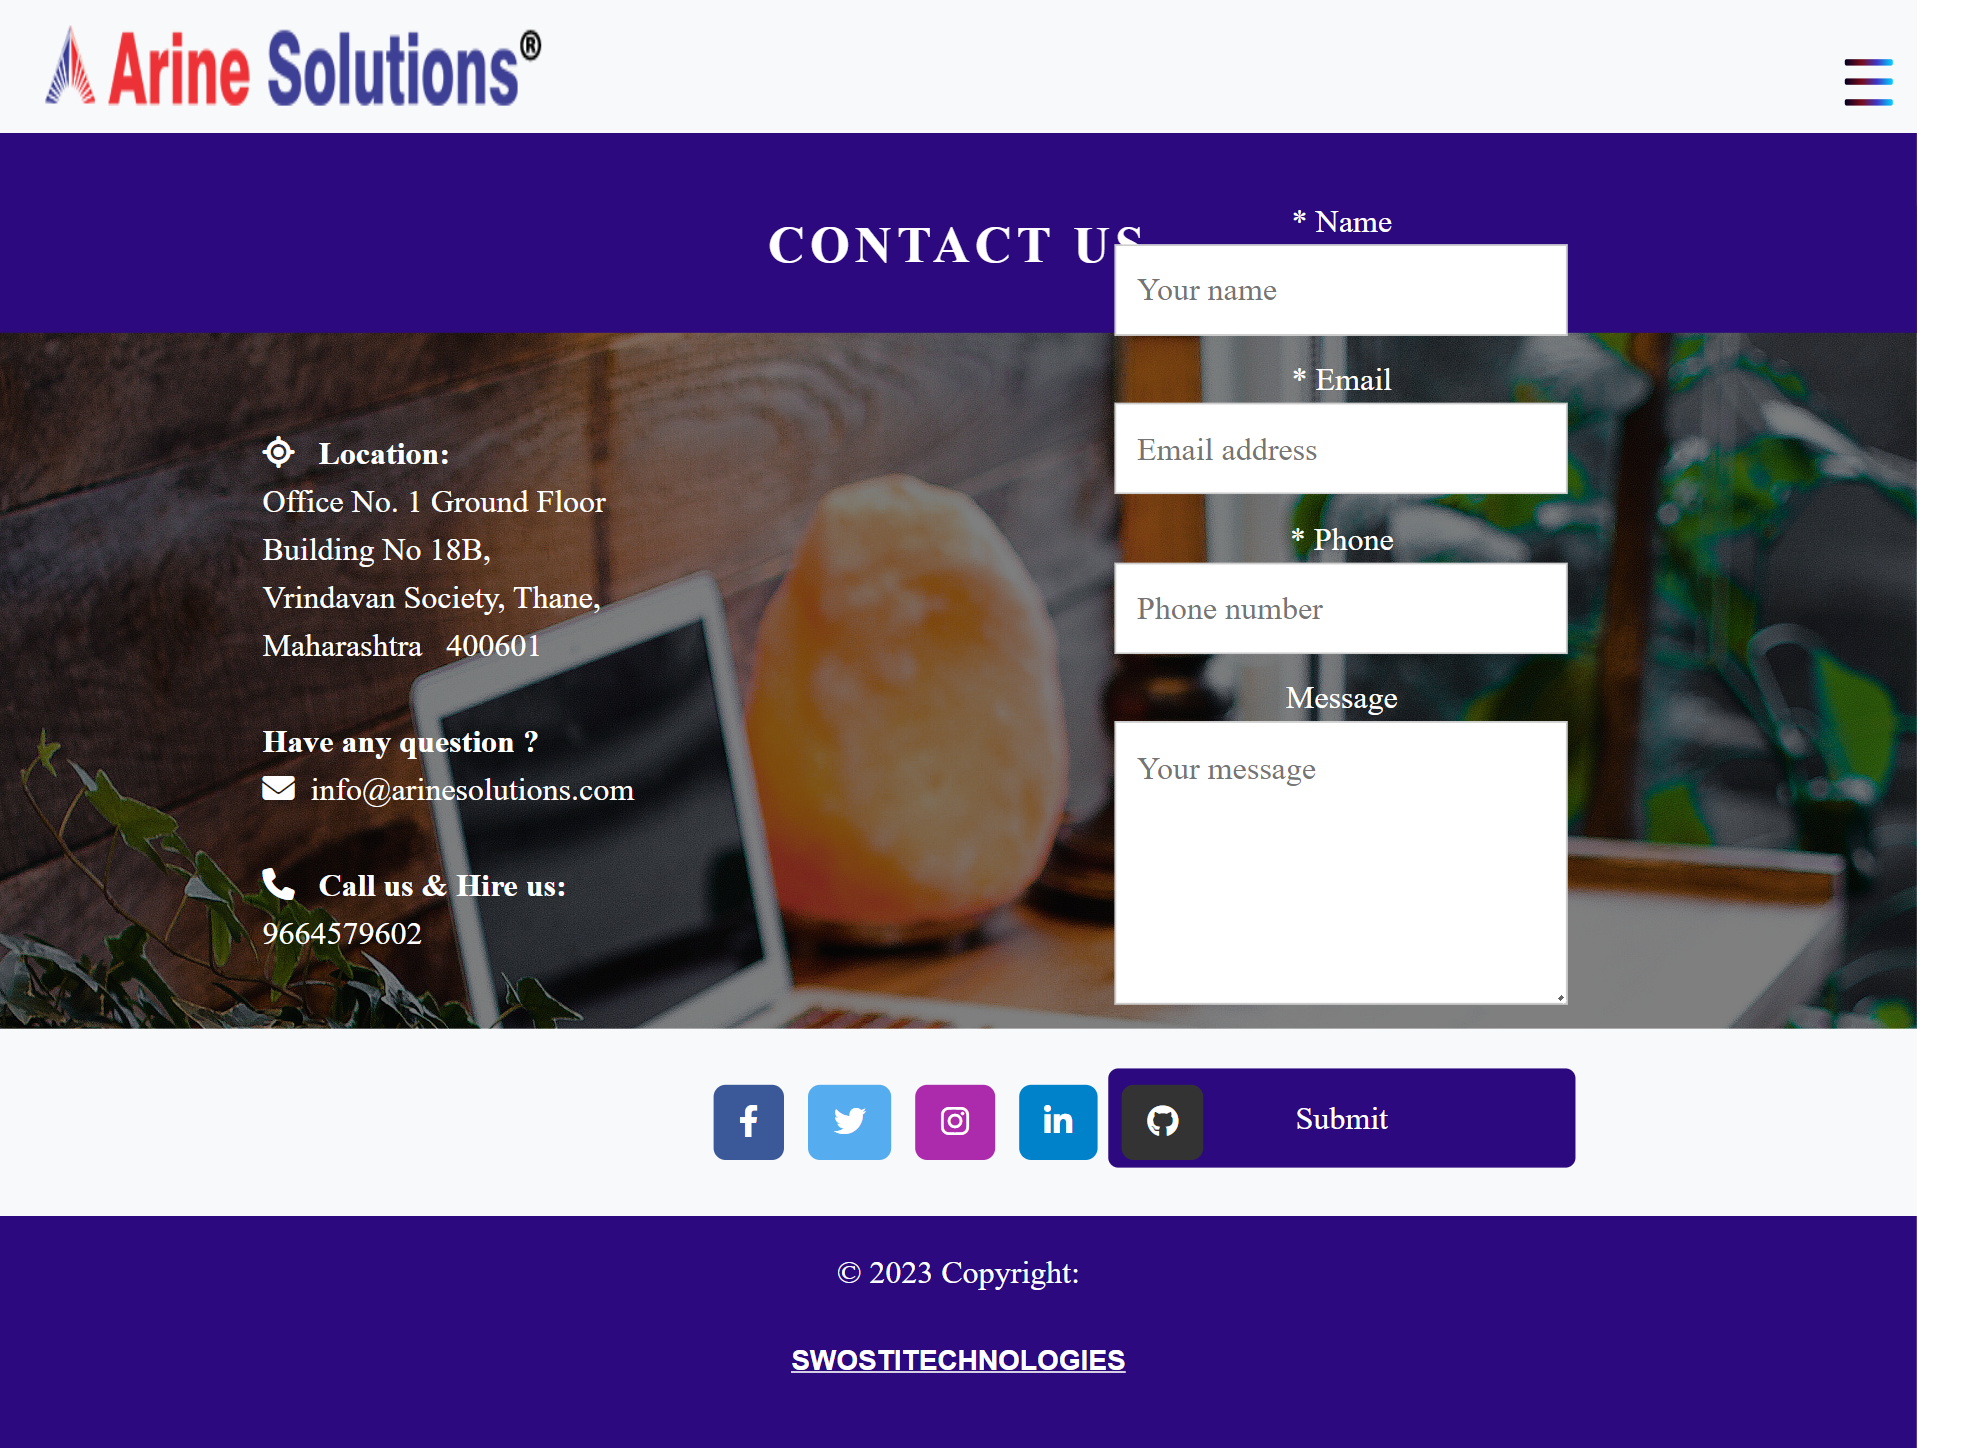 Arine Solutions®
CONTACT US
* Name
Your name
* Email
Email address
* Phone
Phone number
Message
Your message
Location:
Office No. 1 Ground Floor
Building No 18B,
Vrindavan Society, Thane,
Maharashtra 400601
Have any question ?
info@arinesolutions.com
Call us & Hire us:
9664579602
Submit
© 2023 Copyright:
SWOSTITECHNOLOGIES